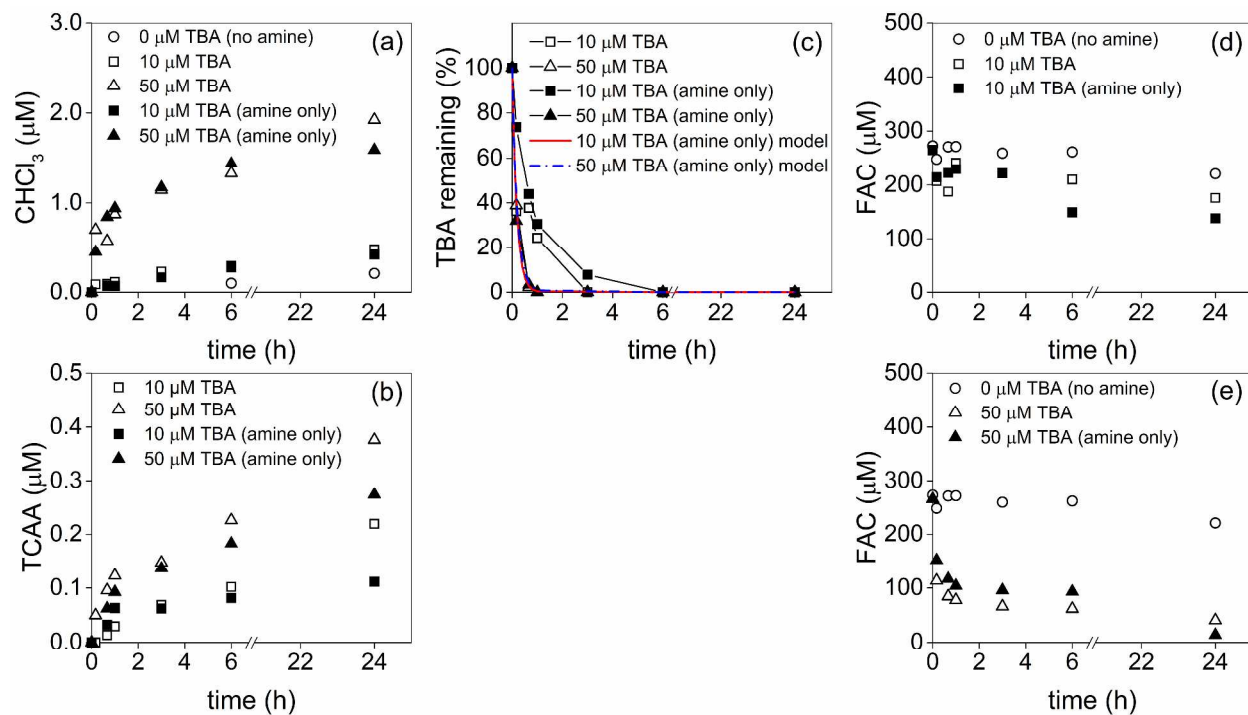 (a)
CHCl3 (μM)
3.0
2.0
1.0
0.0
0 μM TBA (no amine)
10 μM TBA
50 μM TBA
10 μM TBA (amine only)
50 μM TBA (amine only)
0 2 4 6 22 24
time (h)
(c)
TBA remaining (%)
100
80
60
40
20
0
10 μM TBA
50 μM TBA
10 μM TBA (amine only)
50 μM TBA (amine only)
10 μM TBA (amine only) model
50 μM TBA (amine only) model
0 2 4 6 22 24
time (h)
(d)
FAC (μM)
500
400
300
200
100
0
0 μM TBA (no amine)
10 μM TBA
10 μM TBA (amine only)
0 2 4 6 22 24
time (h)
(b)
TCAA (μM)
0.5
0.4
0.3
0.2
0.1
0.0
10 μM TBA
50 μM TBA
10 μM TBA (amine only)
50 μM TBA (amine only)
0 2 4 6 22 24
time (h)
(e)
FAC (μM)
500
400
300
200
100
0
0 μM TBA (no amine)
50 μM TBA
50 μM TBA (amine only)
0 2 4 6 22 24
time (h)